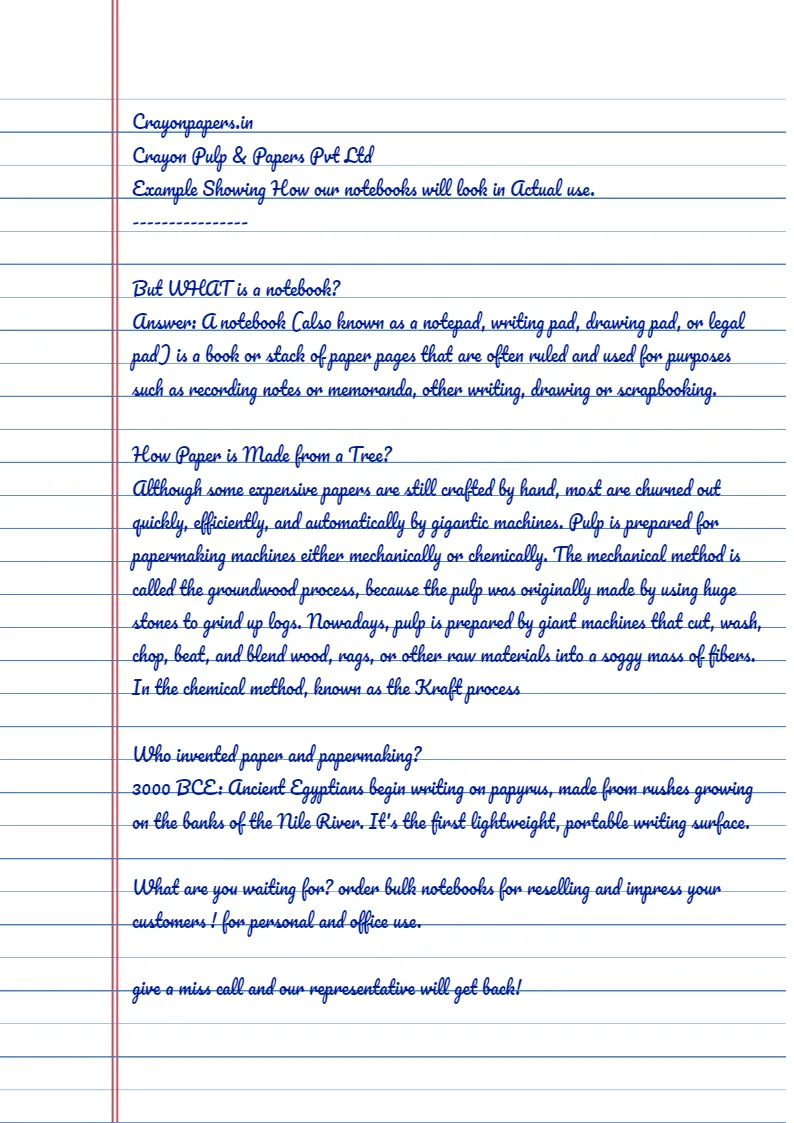 Crayonpapers.in
Crayon Pulp & Papers Pvt Ltd
Example Showing How our notebooks will look in Actual use.
----------------
But WHAT is a notebook?
Answer: A notebook (also known as a notepad, writing pad, drawing pad, or legal
pad) is a book or stack of paper pages that are often ruled and used for purposes
such as recording notes or memoranda, other writing, drawing or scrapbooking.
How Paper is Made from a Tree?
Although some expensive papers are still crafted by hand, most are churned out
quickly, efficiently, and automatically by gigantic machines. Pulp is prepared for
papermaking machines either mechanically or chemically. The mechanical method is
called the groundwood process, because the pulp was originally made by using huge
stones to grind up logs. Nowadays, pulp is prepared by giant machines that cut, wash,
chop, beat, and blend wood, rags, or other raw materials into a soggy mass of fibers.
In the chemical method, known as the Kraft process
Who invented paper and papermaking?
3000 BCE: Ancient Egyptians begin writing on papyrus, made from rushes growing
on the banks of the Nile River. It's the first lightweight, portable writing surface.
What are you waiting for? order bulk notebooks for reselling and impress your
customers ! for personal and office use.
give a miss call and our representative will get back!